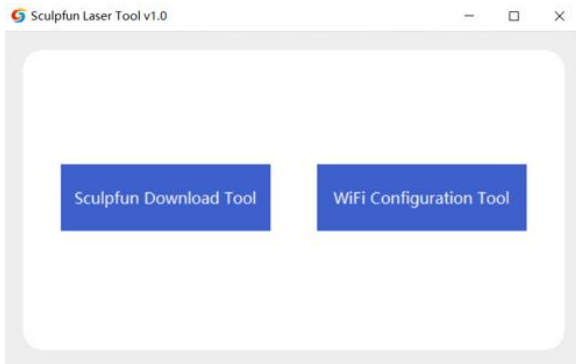 Sculpfun Laser Tool v1.0
Sculpfun Download Tool
WiFi Configuration Tool